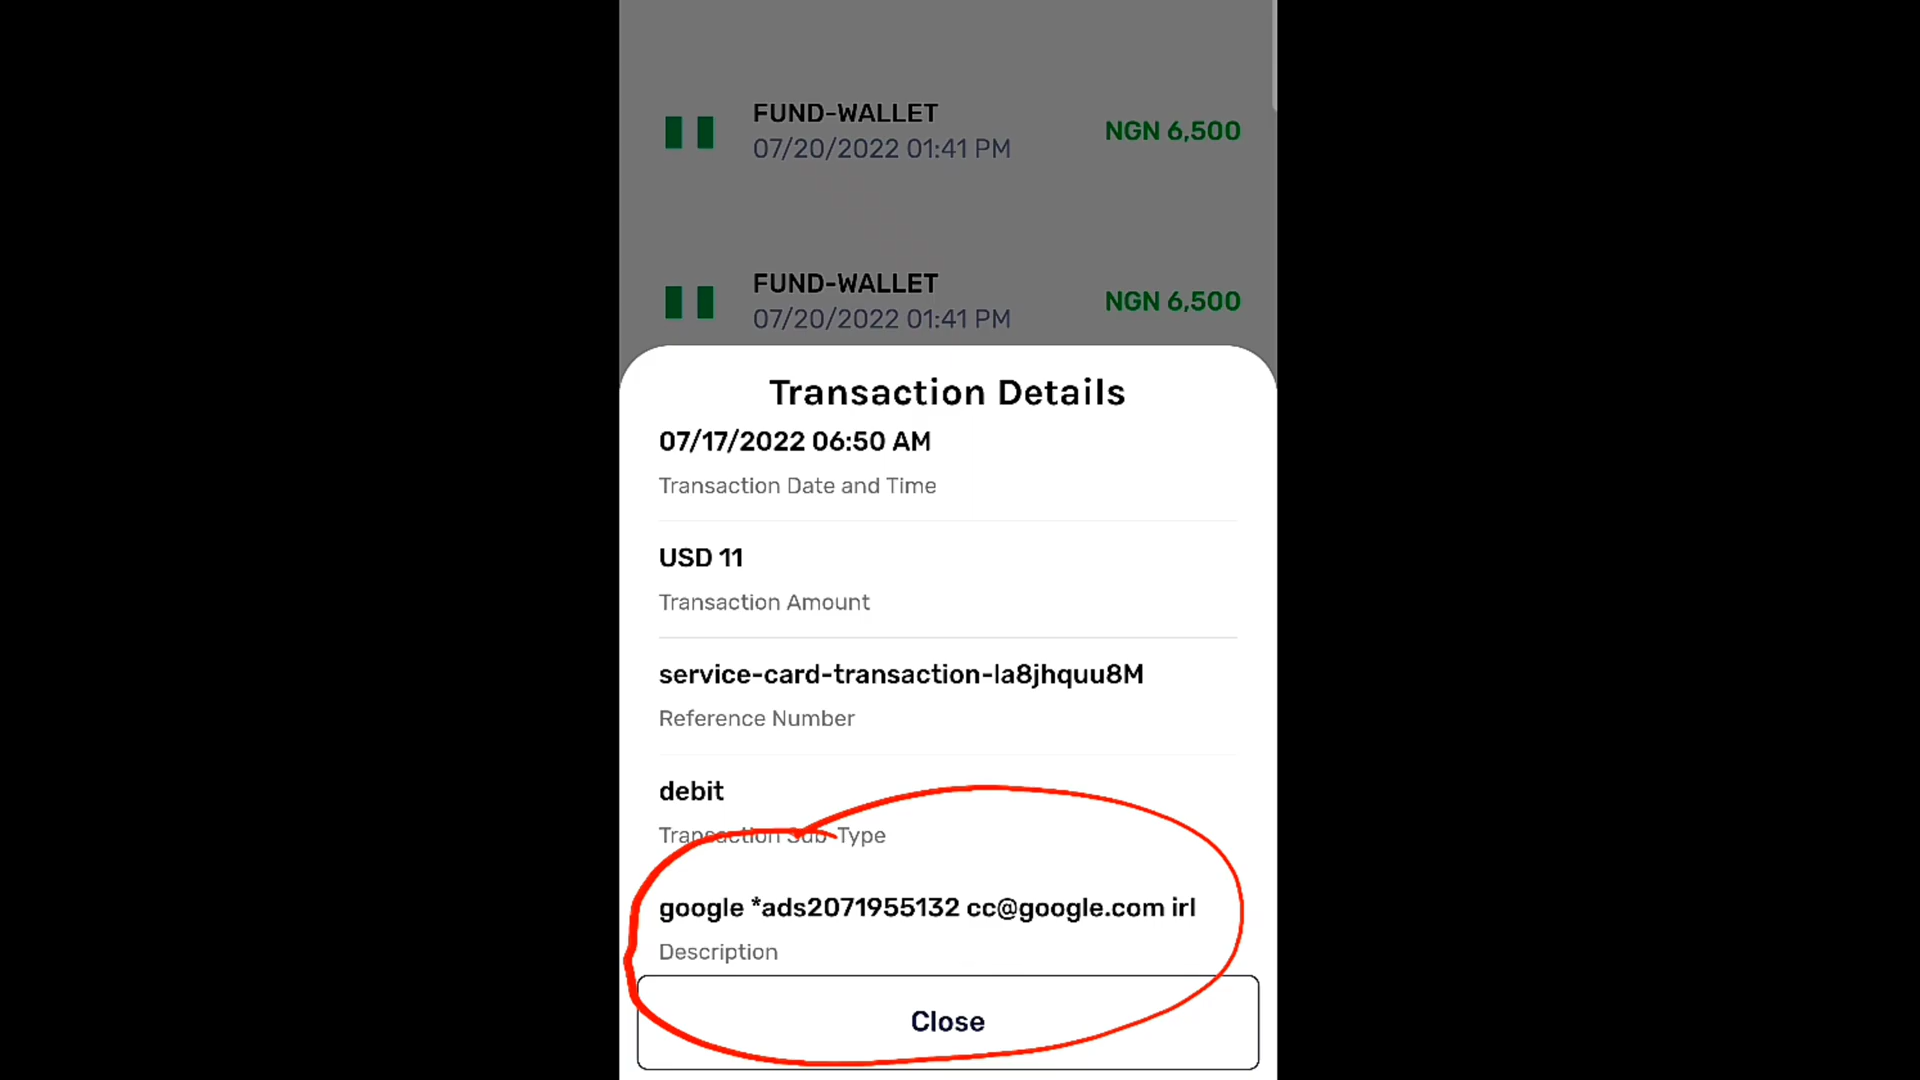 FUND-WALLET
NGN 6,500
07/20/2022 01:41 PM
FUND-WALLET
NGN 6,500
07/20/2022 01:41 PM
Transaction Details
07/17/2022 06:50 AM
Transaction Date and Time
USD 11
Transaction Amount
service-card-transaction-la8jhquu8M
Reference Number
debit
Transaction Sub-Type
google *ads2071955132 cc@google.com irl
Description
Close